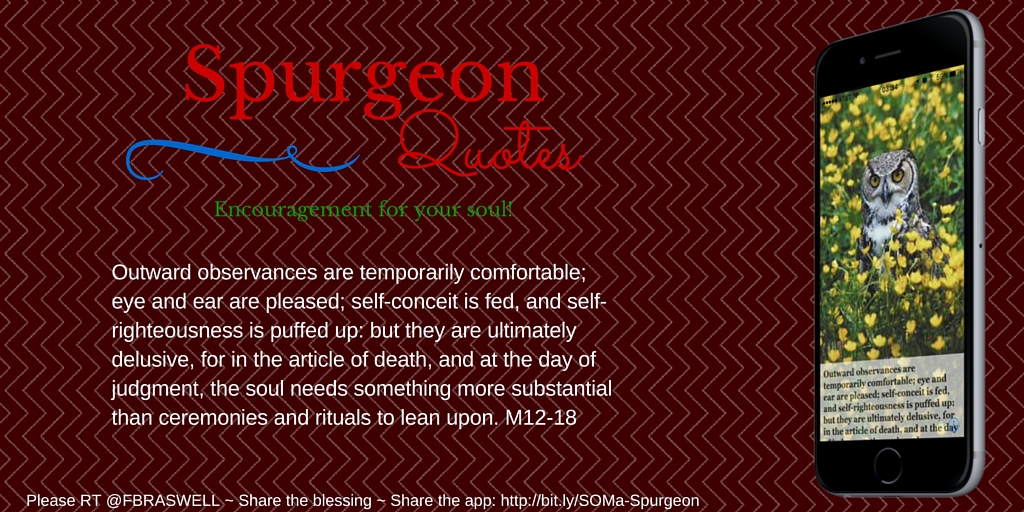 Spurgeon
Quotes
Encouragement for your soul!
Outward observances are temporarily comfortable;
eye and ear are pleased; self-conceit is fed, and self-
righteousness is puffed up: but they are ultimately
delusive, for in the article of death, and at the day of
judgment, the soul needs something more substantial
than ceremonies and rituals to lean upon. M12-18
Outward observances are
temporarily comfortable; eye and
ear are pleased; self-conceit is fed,
and self-righteousness is puffed up:
but they are ultimately delusive, for
in the article of death, and at the day
Please RT @FBRASWELL ~ Share the blessing ~ Share the app: http://bit.ly/SOMa-Spurgeon